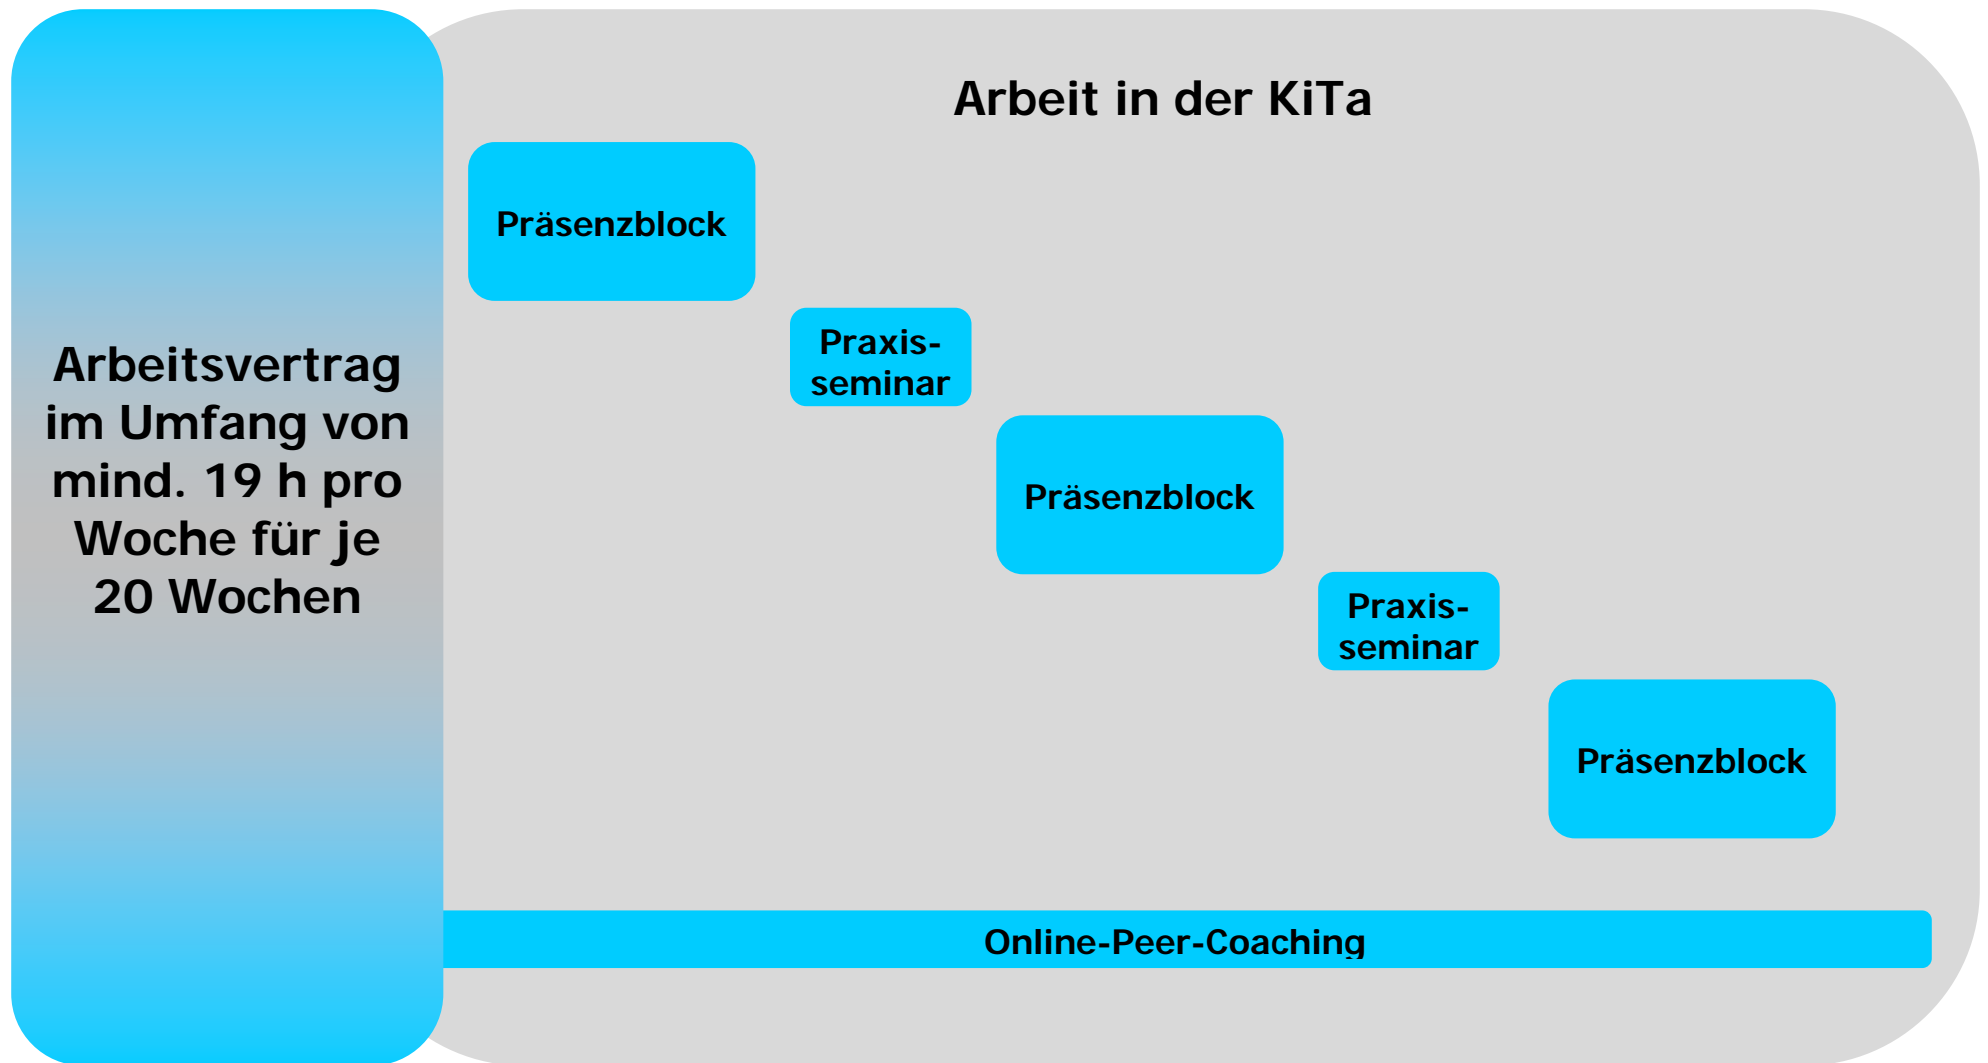 Arbeitsvertrag
im Umfang von
mind. 19 h pro
Woche für je
20 Wochen
Arbeit in der KiTa
Präsenzblock
Praxis-
seminar
Präsenzblock
Praxis-
seminar
Präsenzblock
Online-Peer-Coaching